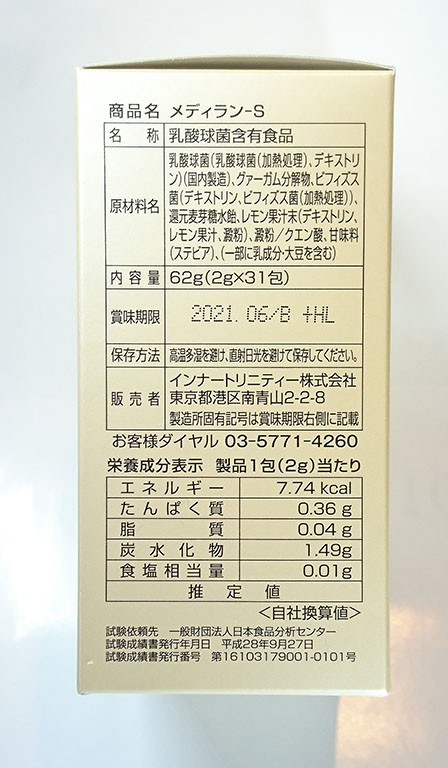 商品名 メディラン-S
名称 乳酸球菌含有食品
原材料名 乳酸球菌(乳酸球菌(加熱処理)、デキストリ
ン)(国内製造)、グァーガム分解物、ビフィズス
菌(デキストリン、ビフィズス菌(加熱処理))、
還元麦芽糖水飴、レモン果汁末(デキストリン、
レモン果汁、澱粉)、澱粉/クエン酸、甘味料
(ステビア)、(一部に乳成分・大豆を含む)
内容量 62g(2g×31包)
賞味期限 2021. 06/B +HL
保存方法 高温多湿を避け、直射日光を避けて保存してください。
販売者 インナートリニティー株式会社
東京都港区南青山2-2-8
製造所固有記号は賞味期限右側に記載
お客様ダイヤル 03-5771-4260
栄養成分表示 製品1包(2g)当たり
エネルギー 7.74 kcal
たんぱく質 0.36 g
脂質 0.04 g
炭水化物 1.49g
食塩相当量 0.01g
推定値
<自社換算値>
試験依頼先 一般財団法人日本食品分析センター
試験成績書発行年月日 平成28年9月27日
試験成績書発行番号 第16103179001-0101号